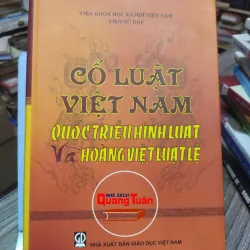 VIỆN KHOA HỌC XÃ HỘI VIỆT NAM
VIỆN SỬ HỌC
CỔ LUẬT
VIỆT NAM
QUỐC TRIỀU HÌNH LUẬT
Và HOÀNG VIỆT LUẬT LỆ
NHÀ SÁCH
Quang Tuấn
NHÀ XUẤT BẢN GIÁO DỤC VIỆT NAM